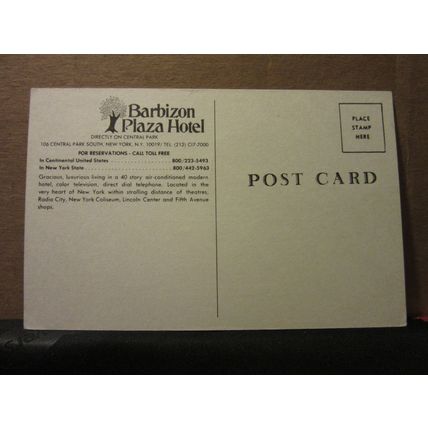 Barbizon
Plaza Hotel
DIRECTLY ON CENTRAL PARK
106 CENTRAL PARK SOUTH, NEW YORK, N.Y. 10019/ TEL: (212) CI7-7000
FOR RESERVATIONS - CALL TOLL FREE
In Continental United States . . . . . . . . . . . . . . . . 800/223-5493
In New York State . . . . . . . . . . . . . . . . . . . . . . . . 800/442-5963
Gracious, luxurious living in a 40 story air-conditioned modern
hotel, color television, direct dial telephone. Located in the
very heart of New York within strolling distance of theatres,
Radio City, New York Coliseum, Lincoln Center and Fifth Avenue
shops.
PLACE
STAMP
HERE
POST CARD